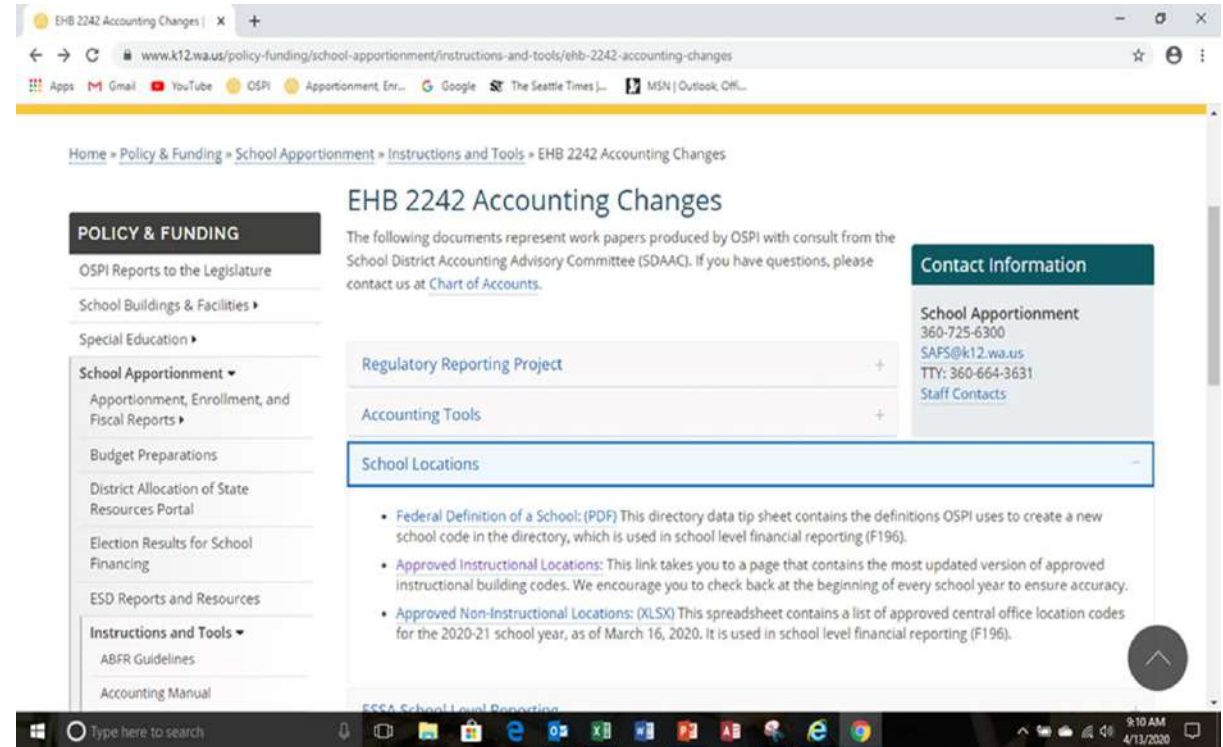 EHB 2242 Accounting Changes |
www.k12.wa.us/policy-funding/school-apportionment/instructions-and-tools/ehb-2242-accounting-changes
Apps Gmail YouTube OSPI Apportionment, Enr... Google The Seattle Times |... MSN | Outlook, Offi...
Home » Policy & Funding » School Apportionment » Instructions and Tools » EHB 2242 Accounting Changes
POLICY & FUNDING
OSPI Reports to the Legislature
School Buildings & Facilities
Special Education
School Apportionment
Apportionment, Enrollment, and
Fiscal Reports
Budget Preparations
District Allocation of State
Resources Portal
Election Results for School
Financing
ESD Reports and Resources
Instructions and Tools
ABFR Guidelines
Accounting Manual
EHB 2242 Accounting Changes
The following documents represent work papers produced by OSPI with consult from the
School District Accounting Advisory Committee (SDAAC). If you have questions, please
contact us at Chart of Accounts.
Regulatory Reporting Project +
Accounting Tools +
School Locations -
• Federal Definition of a School: (PDF) This directory data tip sheet contains the definitions OSPI uses to create a new
school code in the directory, which is used in school level financial reporting (F196).
• Approved Instructional Locations: This link takes you to a page that contains the most updated version of approved
instructional building codes. We encourage you to check back at the beginning of every school year to ensure accuracy.
• Approved Non-Instructional Locations: (XLSX) This spreadsheet contains a list of approved central office location codes
for the 2020-21 school year, as of March 16, 2020. It is used in school level financial reporting (F196).
ESSA School Level Reporting
Contact Information
School Apportionment
360-725-6300
SAFS@k12.wa.us
TTY: 360-664-3631
Staff Contacts
Type here to search
9:10 AM
4/13/2020